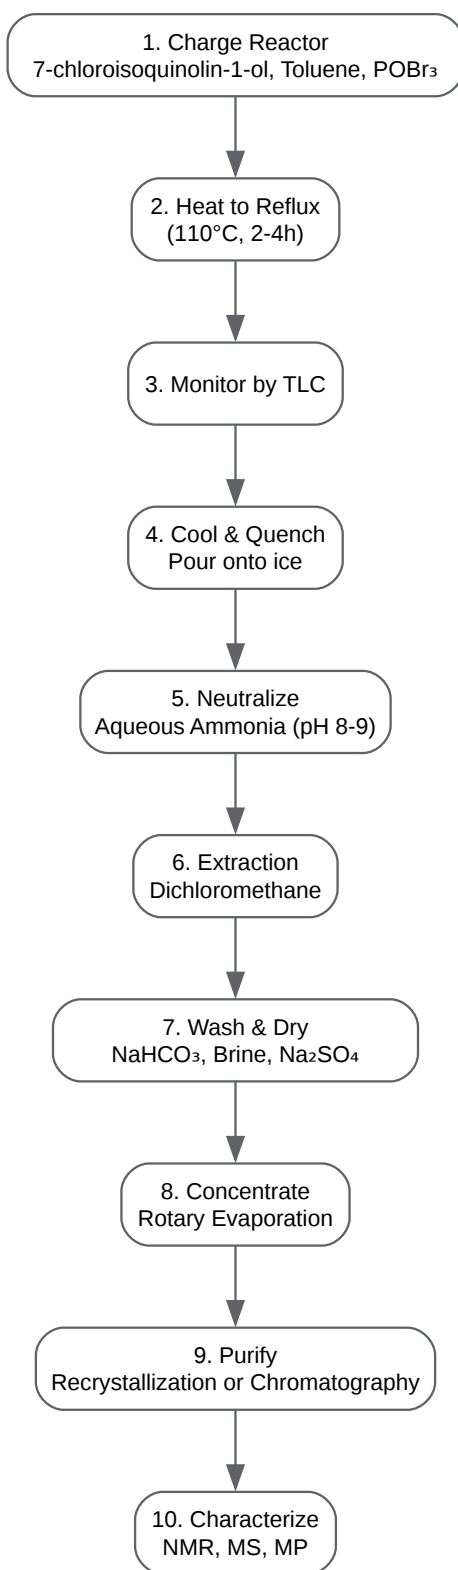 1. Charge Reactor
7-chloroisoquinolin-1-ol, Toluene, POBr₃
2. Heat to Reflux
(110°C, 2-4h)
3. Monitor by TLC
4. Cool & Quench
Pour onto ice
5. Neutralize
Aqueous Ammonia (pH 8-9)
6. Extraction
Dichloromethane
7. Wash & Dry
NaHCO₃, Brine, Na₂SO₄
8. Concentrate
Rotary Evaporation
9. Purify
Recrystallization or Chromatography
10. Characterize
NMR, MS, MP